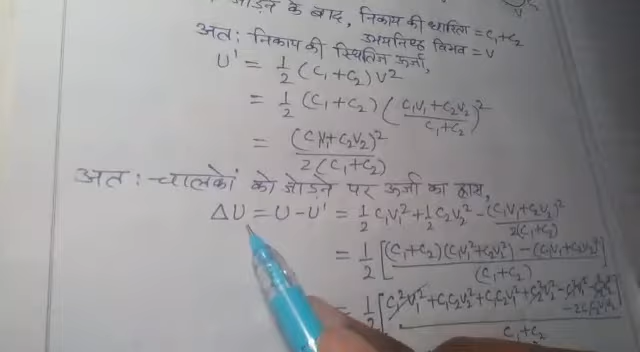 जोड़ने के बाद, निकाय की धारिता = C₁+C₂
V
उभयनिष्ठ विभव = V
अत: निकाय की स्थितिज ऊर्जा,
U' = 1/2 (C₁+C₂)V²
= 1/2 (C₁+C₂) ((C₁V₁+C₂V₂)/(C₁+C₂))²
= (C₁V₁+C₂V₂)²/2(C₁+C₂)
अत: चालकों को जोड़ने पर ऊर्जा का ह्रास,
ΔU = U-U' = 1/2 C₁V₁² + 1/2 C₂V₂² - (C₁V₁+C₂V₂)²/2(C₁+C₂)
= 1/2 [((C₁+C₂)(C₁V₁²+C₂V₂²) - (C₁V₁+C₂V₂)²)/(C₁+C₂)]
= 1/2 [C₁²V₁² + C₁C₂V₂² + C₁C₂V₁² + C₂²V₂² - C₁²V₁² - C₂²V₂²
- 2C₁C₂V₁V₂
C₁+C₂